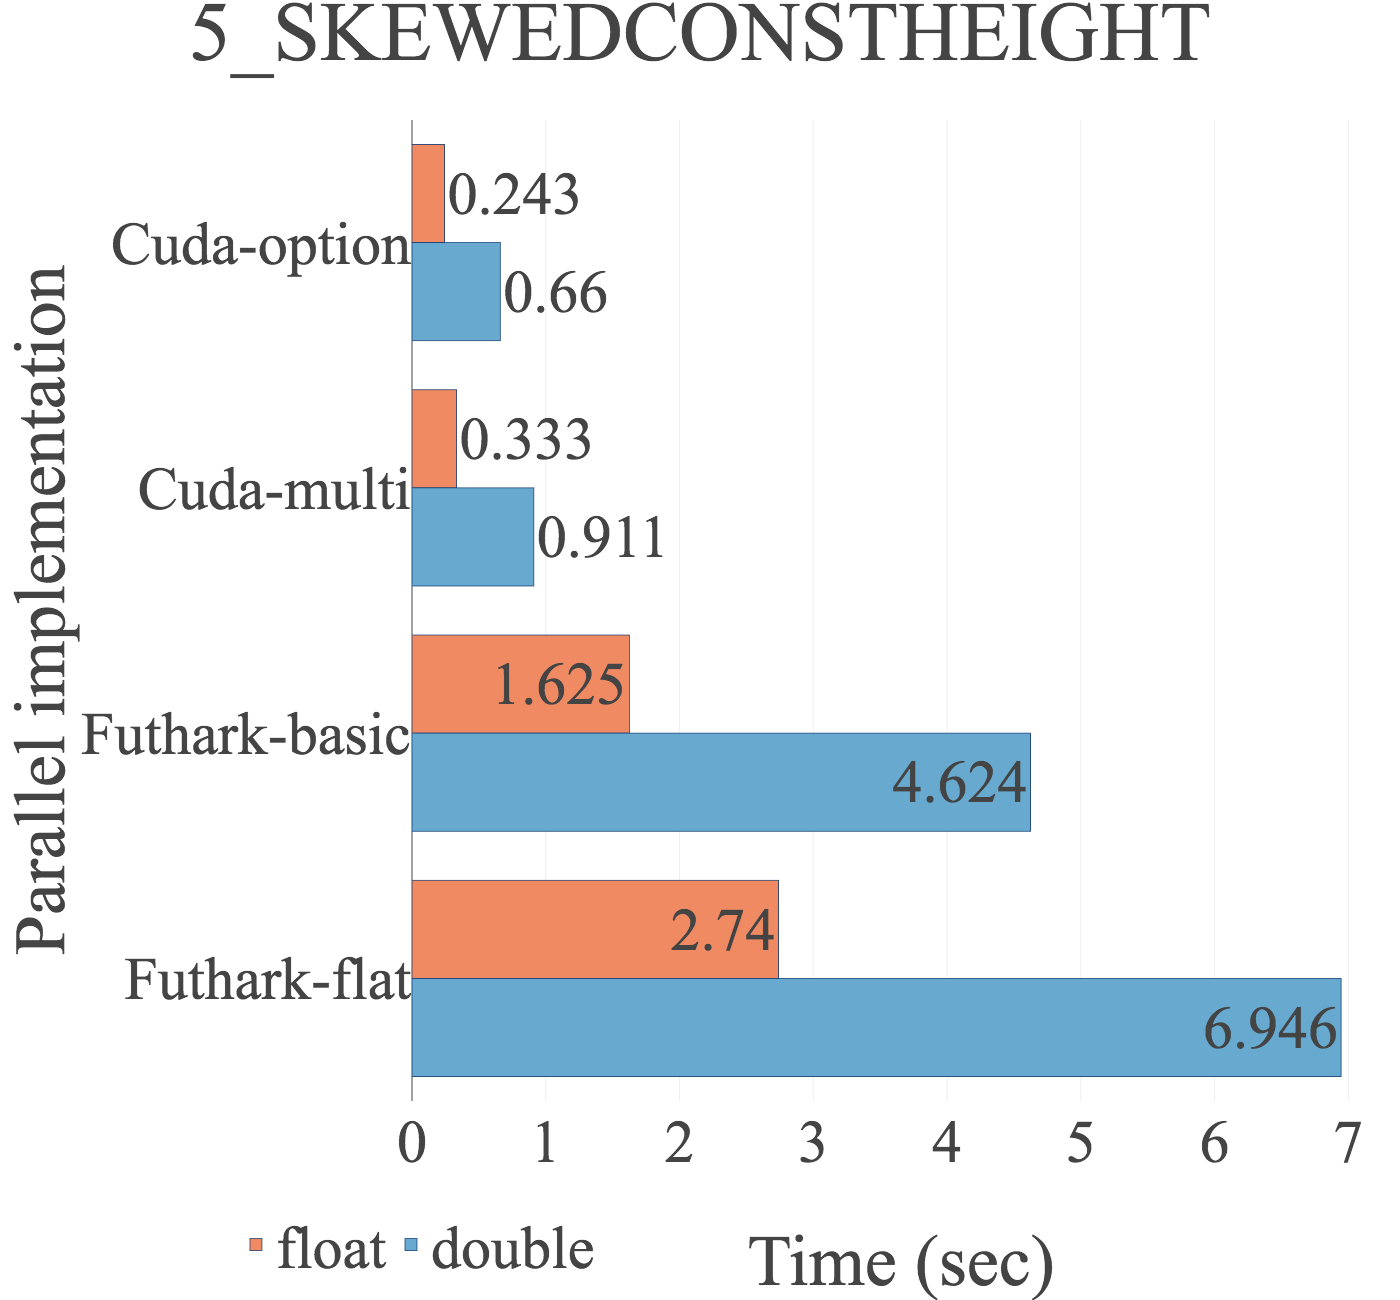 5_SKEWEDCONSTHEIGHT
Parallel implementation
Cuda-option
0.243
0.66
Cuda-multi
0.333
0.911
Futhark-basic
1.625
4.624
Futhark-flat
2.74
6.946
0 1 2 3 4 5 6 7
float double
Time (sec)